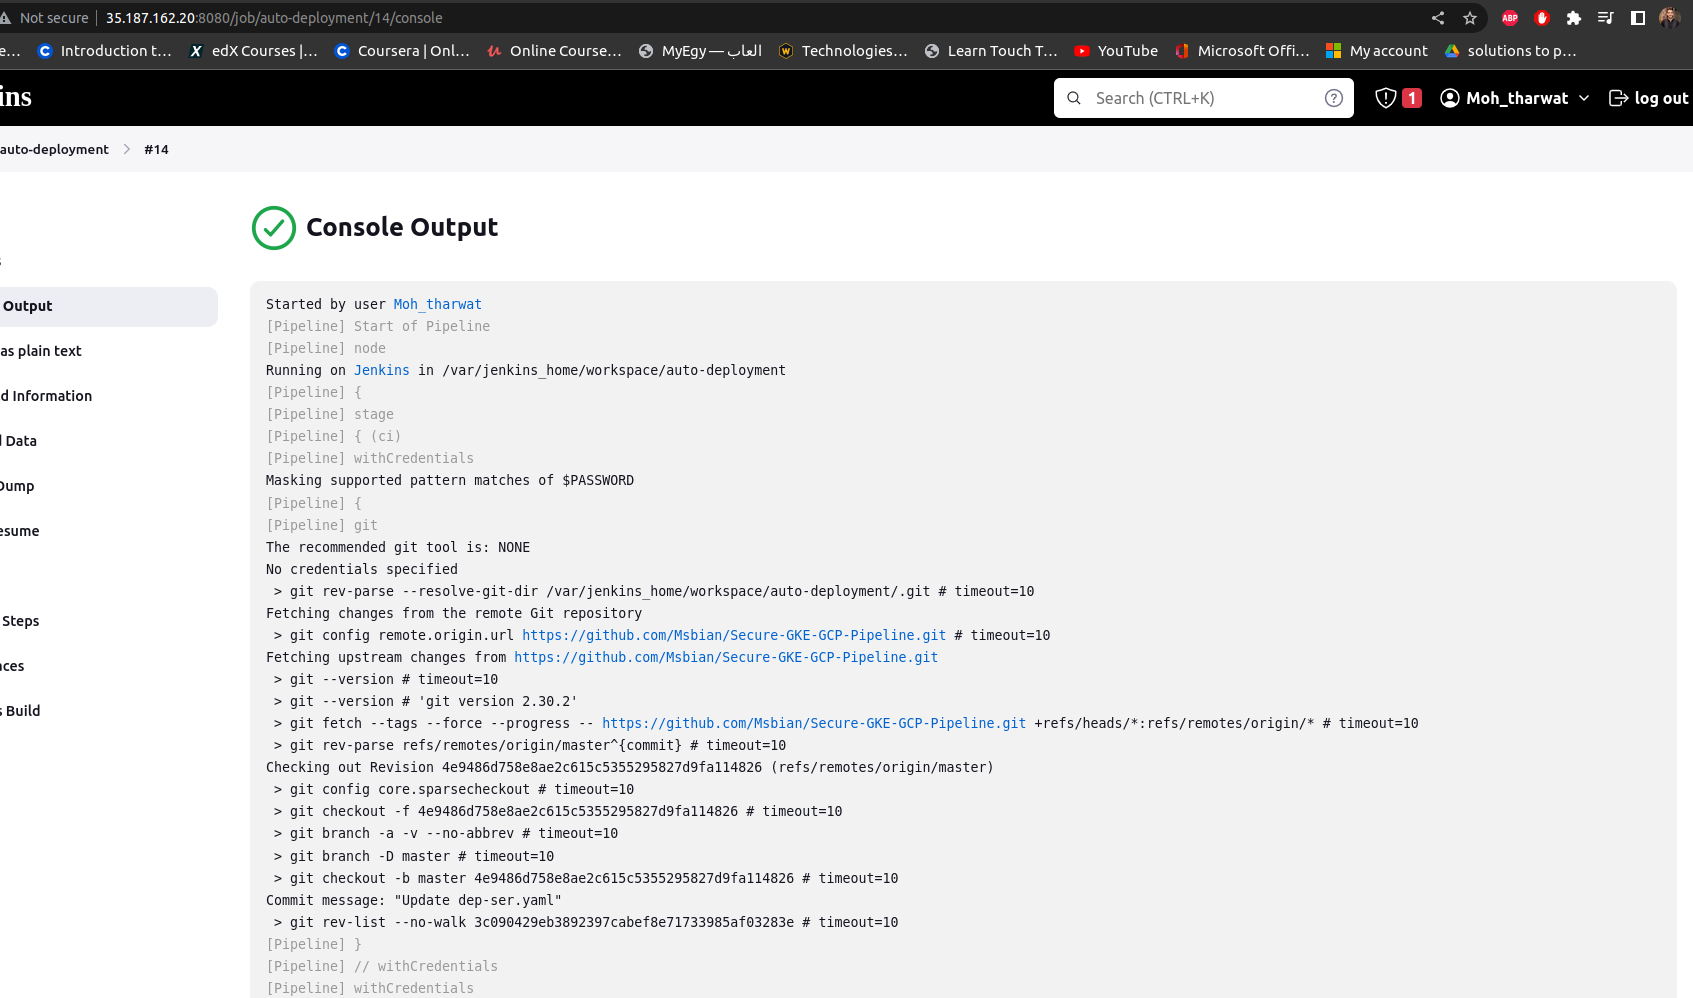 Not secure | 35.187.162.20:8080/job/auto-deployment/14/console
ABP
e... Introduction t... edX Courses |... Coursera | Onl... Online Course... MyEgy — العاب Technologies... Learn Touch T... YouTube Microsoft Offi... My account solutions to p...
ins Search (CTRL+K) 1 Moh_tharwat log out
auto-deployment > #14
Console Output
s
Output
as plain text
d Information
l Data
Dump
esume
Steps
aces
s Build
Started by user Moh_tharwat
[Pipeline] Start of Pipeline
[Pipeline] node
Running on Jenkins in /var/jenkins_home/workspace/auto-deployment
[Pipeline] {
[Pipeline] stage
[Pipeline] { (ci)
[Pipeline] withCredentials
Masking supported pattern matches of $PASSWORD
[Pipeline] {
[Pipeline] git
The recommended git tool is: NONE
No credentials specified
 > git rev-parse --resolve-git-dir /var/jenkins_home/workspace/auto-deployment/.git # timeout=10
Fetching changes from the remote Git repository
 > git config remote.origin.url https://github.com/Msbian/Secure-GKE-GCP-Pipeline.git # timeout=10
Fetching upstream changes from https://github.com/Msbian/Secure-GKE-GCP-Pipeline.git
 > git --version # timeout=10
 > git --version # 'git version 2.30.2'
 > git fetch --tags --force --progress -- https://github.com/Msbian/Secure-GKE-GCP-Pipeline.git +refs/heads/*:refs/remotes/origin/* # timeout=10
 > git rev-parse refs/remotes/origin/master^{commit} # timeout=10
Checking out Revision 4e9486d758e8ae2c615c5355295827d9fa114826 (refs/remotes/origin/master)
 > git config core.sparsecheckout # timeout=10
 > git checkout -f 4e9486d758e8ae2c615c5355295827d9fa114826 # timeout=10
 > git branch -a -v --no-abbrev # timeout=10
 > git branch -D master # timeout=10
 > git checkout -b master 4e9486d758e8ae2c615c5355295827d9fa114826 # timeout=10
Commit message: "Update dep-ser.yaml"
 > git rev-list --no-walk 3c090429eb3892397cabef8e71733985af03283e # timeout=10
[Pipeline] }
[Pipeline] // withCredentials
[Pipeline] withCredentials